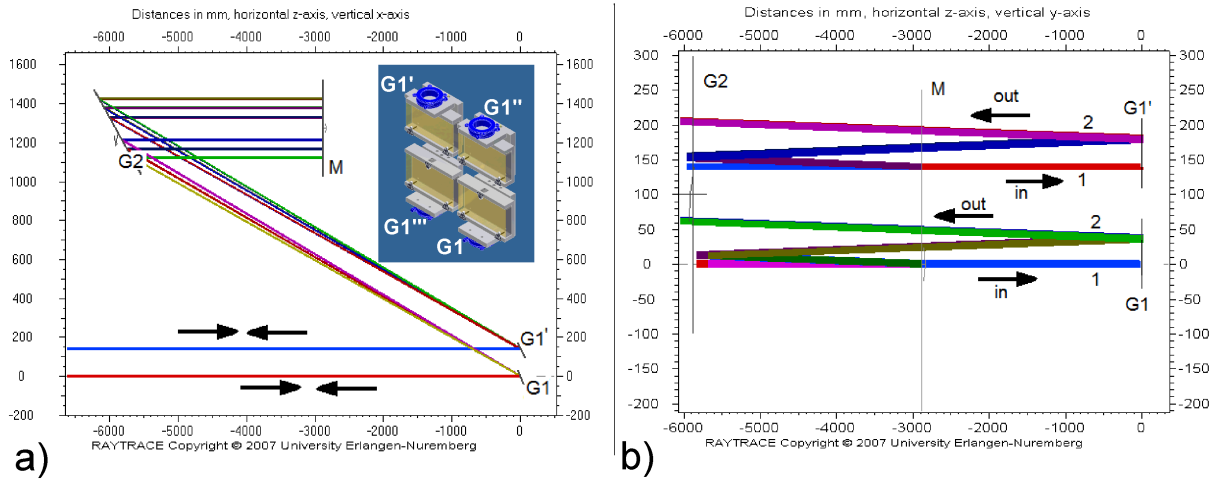 Distances in mm, horizontal z-axis, vertical x-axis
-6000 -5000 -4000 -3000 -2000 -1000 0
1600 1600
1400 1400
1200 1200
1000 1000
800 800
600 600
400 400
200 200
0 0
-200 -200
G2
M
G1'
G1''
G1'''
G1
G1'
G1
-6000 -5000 -4000 -3000 -2000 -1000 0
RAYTRACE Copyright © 2007 University Erlangen-Nuremberg
a)
Distances in mm, horizontal z-axis, vertical y-axis
-6000 -5000 -4000 -3000 -2000 -1000 0
300 300
250 250
200 200
150 150
100 100
50 50
0 0
-50 -50
-100 -100
-150 -150
-200 -200
G2
M
G1'
out
2
in
1
out
2
in
1
G1
-6000 -5000 -4000 -3000 -2000 -1000 0
RAYTRACE Copyright © 2007 University Erlangen-Nuremberg
b)